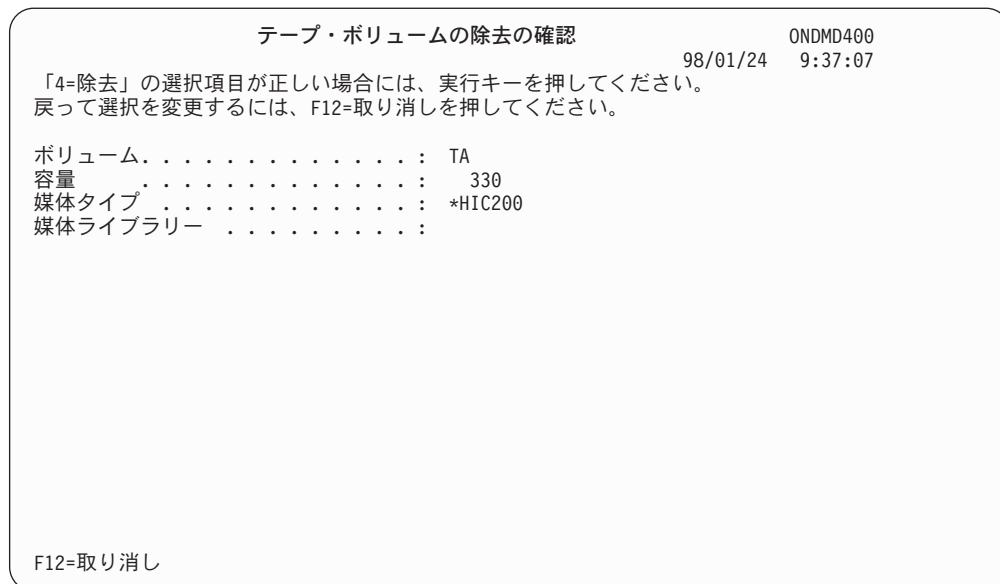 テープ・ボリュームの除去の確認 ONDMD400
98/01/24 9:37:07
「4=除去」の選択項目が正しい場合には、実行キーを押してください。
戻って選択を変更するには、F12=取り消しを押してください。
ボリューム. . . . . . . . . . . . . . : TA
容量 . . . . . . . . . . . . . . : 330
媒体タイプ . . . . . . . . . . . . . : *HIC200
媒体ライブラリー . . . . . . . . . . :
F12=取り消し